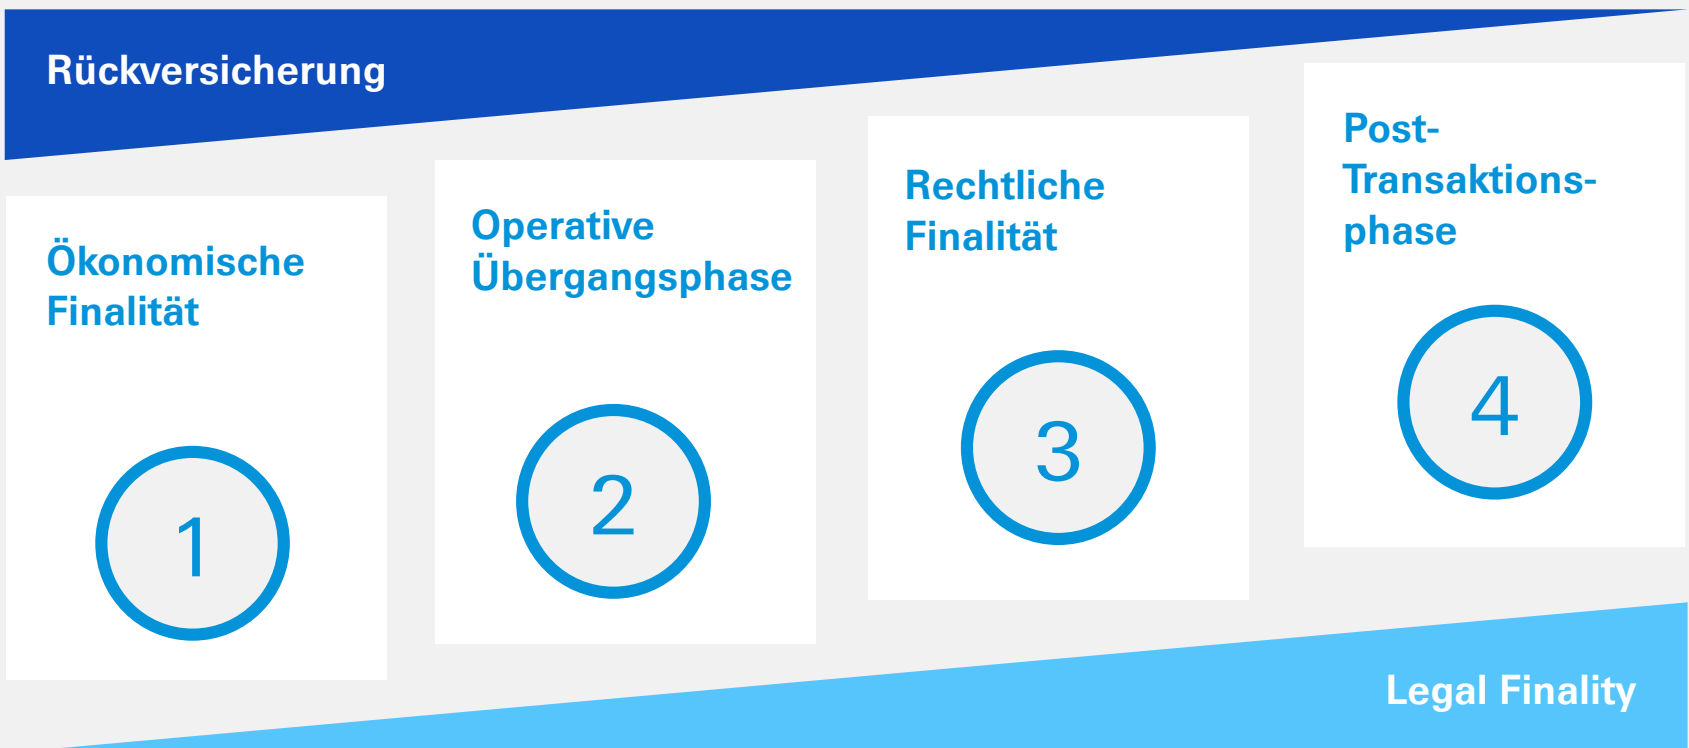 Rückversicherung
Ökonomische
Finalität
1
Operative
Übergangsphase
2
Rechtliche
Finalität
3
Post-
Transaktions-
phase
4
Legal Finality